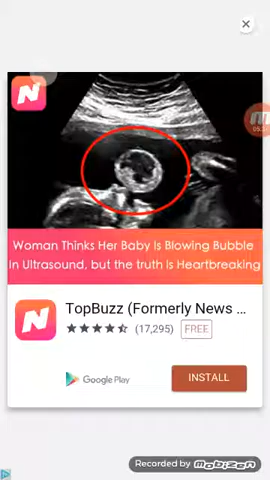 Woman Thinks Her Baby Is Blowing Bubble
In Ultrasound, but the truth is Heartbreaking
TopBuzz (Formerly News ...
(17,295) FREE
Google Play
INSTALL
Recorded by mobizen